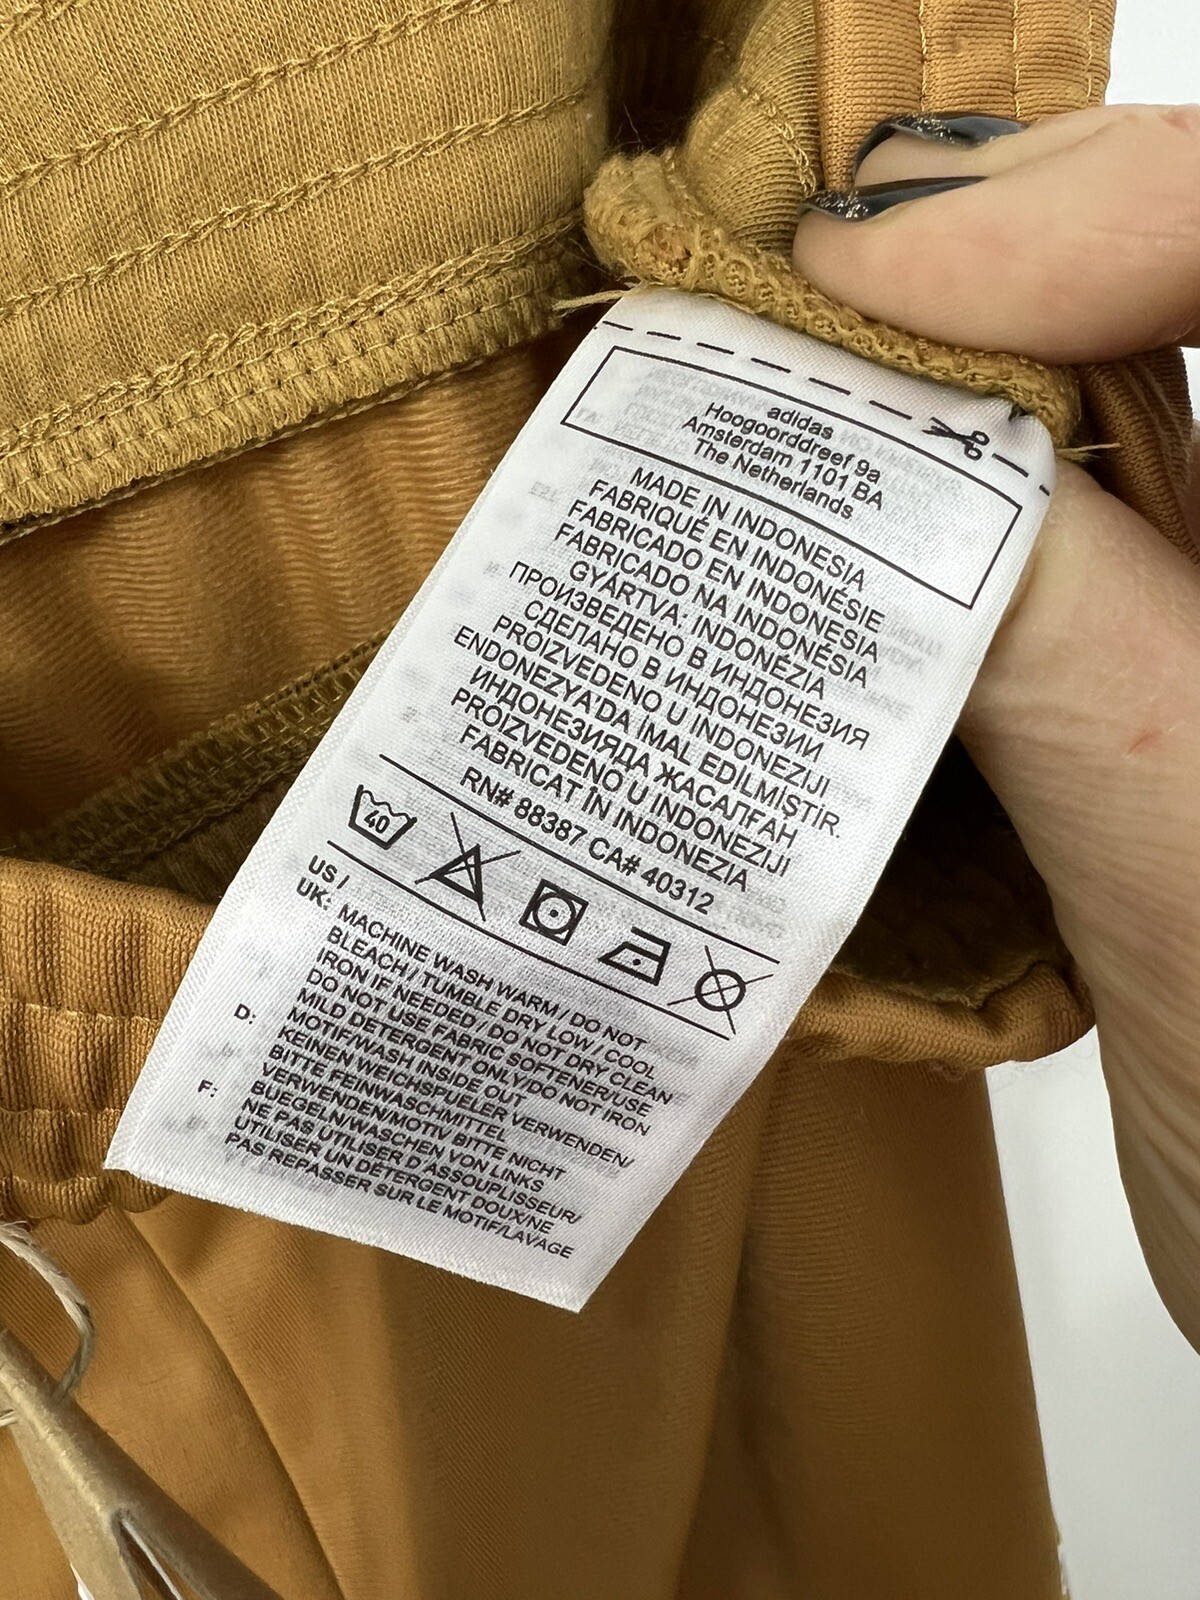 adidas
Hoogoorddreef 9a
Amsterdam 1101 BA
The Netherlands
MADE IN INDONESIA
FABRIQUÉ EN INDONÉSIE
FABRICADO EN INDONESIA
FABRICADO NA INDONÉSIA
GYÁRTVA: INDONÉZIA
ПРОИЗВЕДЕНО В ИНДОНЕЗИЯ
СДЕЛАНО В ИНДОНЕЗИИ
PROIZVEDENO U INDONEZIJI
ENDONEZYA'DA İMAL EDİLMİŞTİR.
ИНДОНЕЗИЯДА ЖАСАЛҒАН
PROIZVEDENO U INDONEZIJI
FABRICAT ÎN INDONEZIA
RN# 88387 CA# 40312
40
US /
UK: MACHINE WASH WARM / DO NOT
BLEACH / TUMBLE DRY LOW / COOL
IRON IF NEEDED / DO NOT DRY CLEAN
DO NOT USE FABRIC SOFTENER/USE
MILD DETERGENT ONLY/DO NOT IRON
MOTIF/WASH INSIDE OUT
D: KEINEN WEICHSPUELER VERWENDEN/
BITTE FEINWASCHMITTEL
VERWENDEN/MOTIV BITTE NICHT
BUEGELN/WASCHEN VON LINKS
F: NE PAS UTILISER D'ASSOUPLISSEUR/
UTILISER UN DÉTERGENT DOUX/NE
PAS REPASSER SUR LE MOTIF/LAVAGE